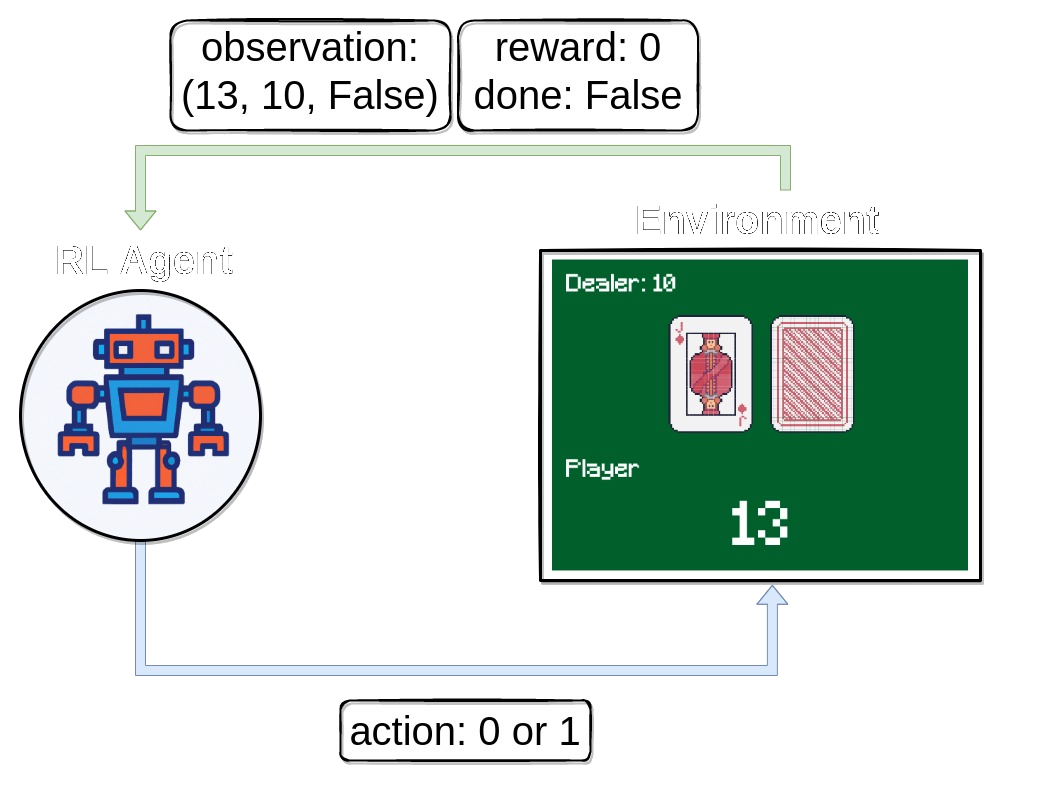 observation:
(13, 10, False)
reward: 0
done: False
Environment
RL Agent
Dealer: 10
J
J
Player
13
action: 0 or 1